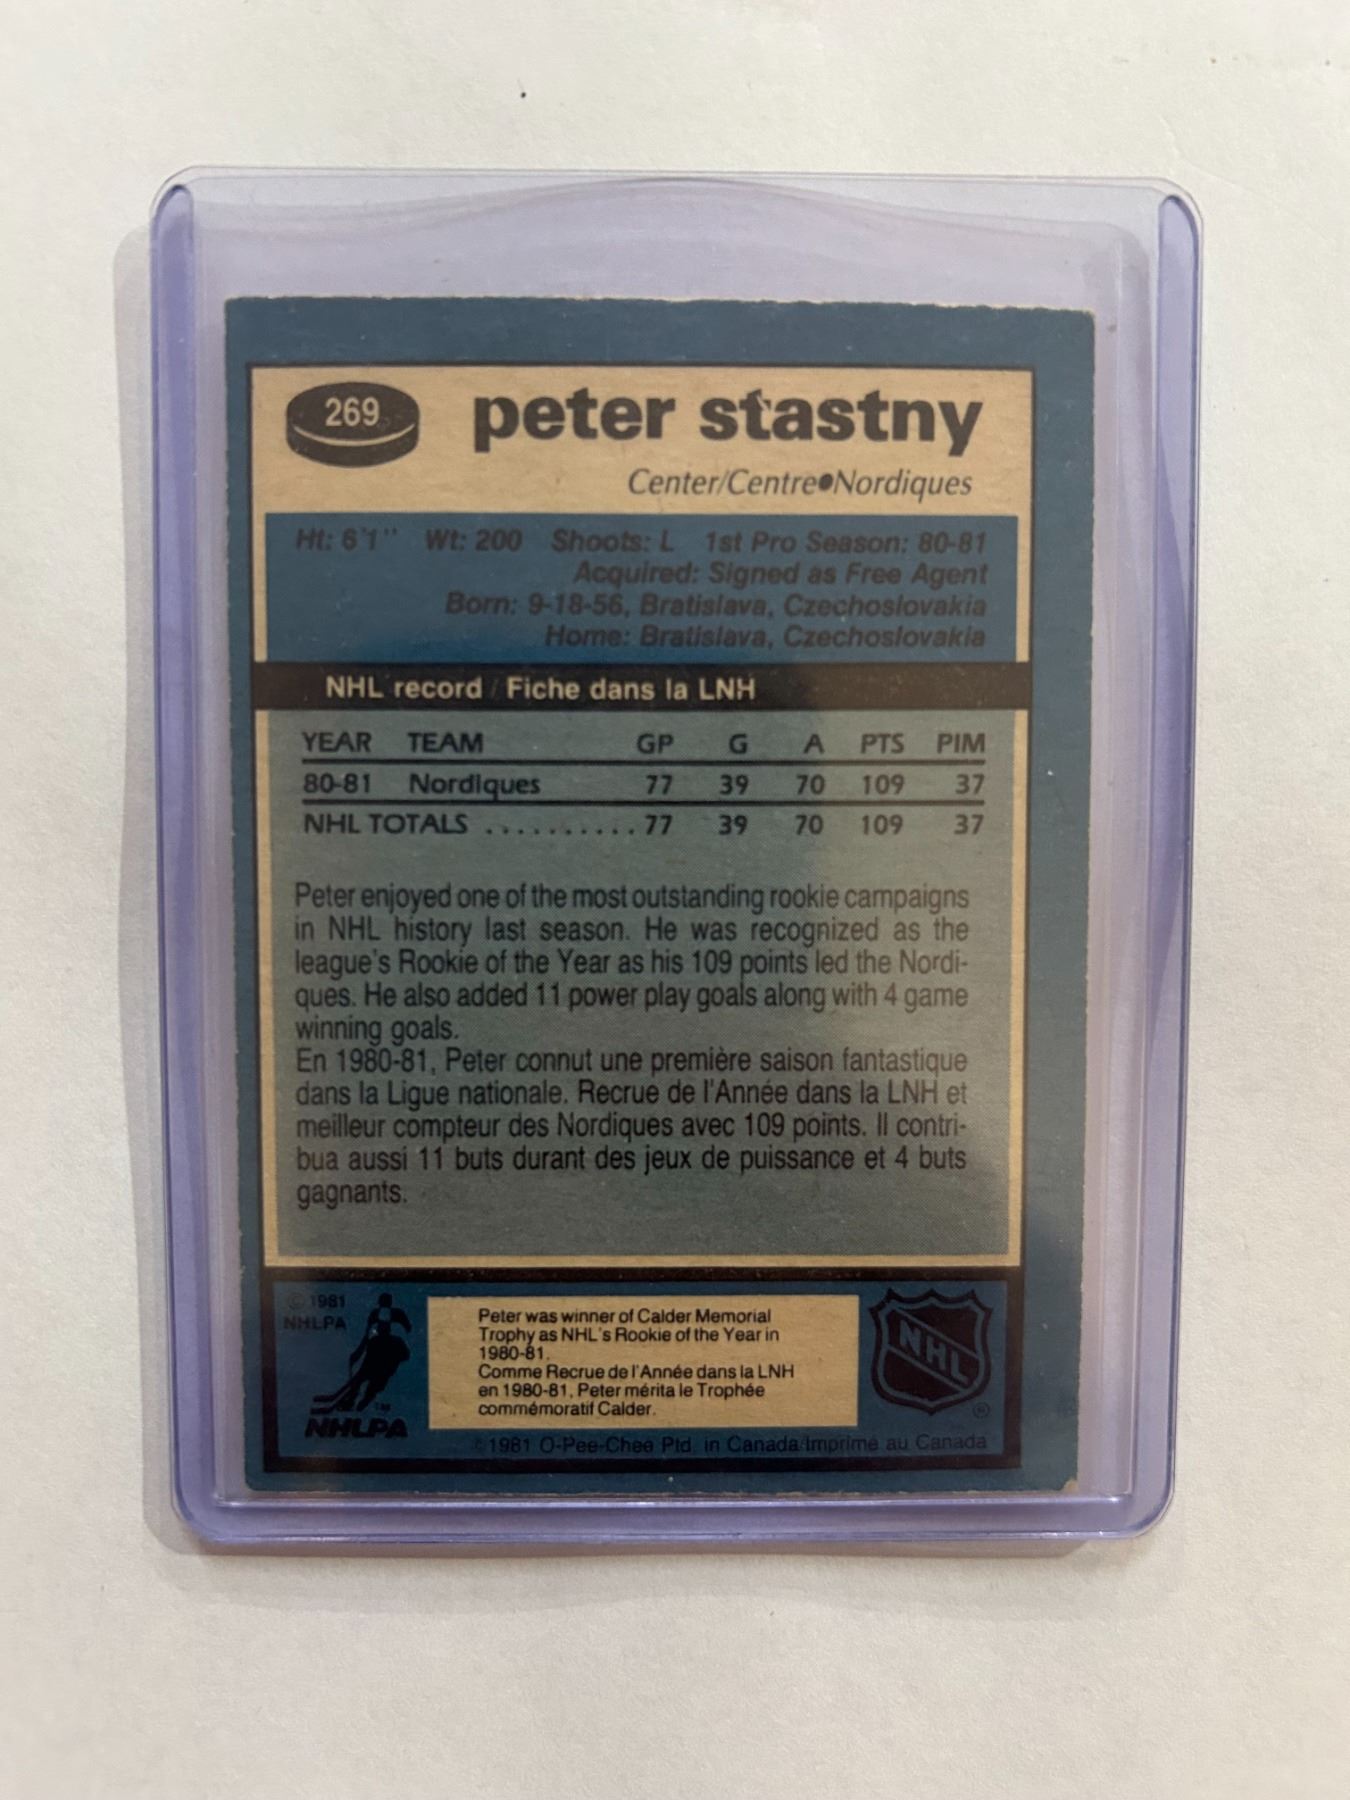 269
peter stastny
Center/Centre●Nordiques
Ht: 6'1" Wt: 200 Shoots: L 1st Pro Season: 80-81
Acquired: Signed as Free Agent
Born: 9-18-56, Bratislava, Czechoslovakia
Home: Bratislava, Czechoslovakia
NHL record / Fiche dans la LNH
YEAR TEAM GP G A PTS PIM
80-81 Nordiques 77 39 70 109 37
NHL TOTALS .......... 77 39 70 109 37
Peter enjoyed one of the most outstanding rookie campaigns
in NHL history last season. He was recognized as the
league's Rookie of the Year as his 109 points led the Nordi-
ques. He also added 11 power play goals along with 4 game
winning goals.
En 1980-81, Peter connut une première saison fantastique
dans la Ligue nationale. Recrue de l'Année dans la LNH et
meilleur compteur des Nordiques avec 109 points. Il contri-
bua aussi 11 buts durant des jeux de puissance et 4 buts
gagnants.
© 1981
NHLPA
TM
NHLPA
Peter was winner of Calder Memorial
Trophy as NHL's Rookie of the Year in
1980-81.
Comme Recrue de l'Année dans la LNH
en 1980-81, Peter mérita le Trophée
commémoratif Calder.
NHL
®
©1981 O-Pee-Chee Ptd. in Canada/Imprimé au Canada